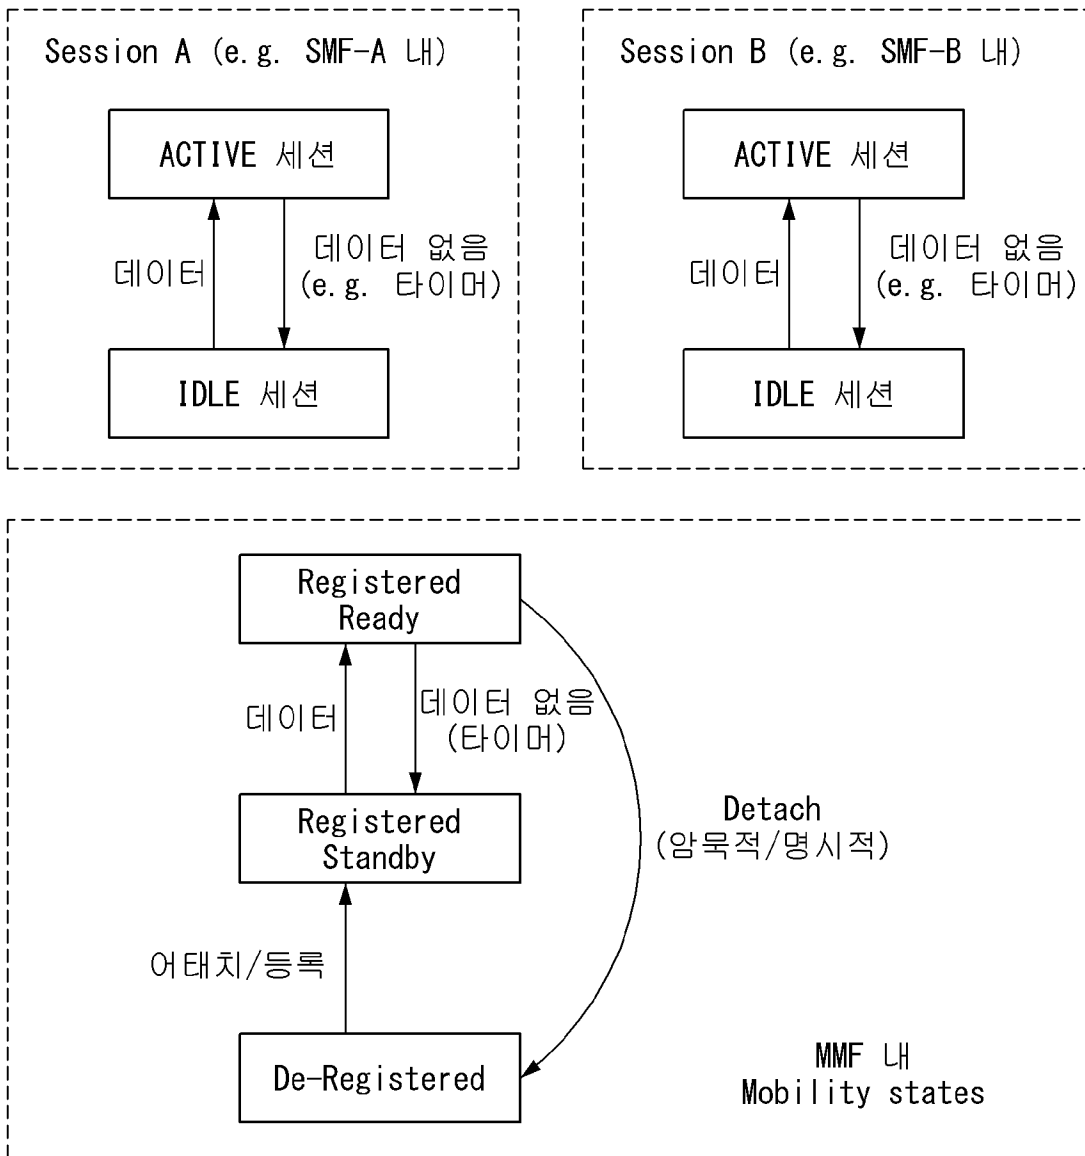 Session A (e.g. SMF-A 내)
ACTIVE 세션
데이터
데이터 없음
(e.g. 타이머)
IDLE 세션
Session B (e.g. SMF-B 내)
ACTIVE 세션
데이터
데이터 없음
(e.g. 타이머)
IDLE 세션
Registered
Ready
데이터
데이터 없음
(타이머)
Registered
Standby
Detach
(암묵적/명시적)
어태치/등록
De-Registered
MMF 내
Mobility states